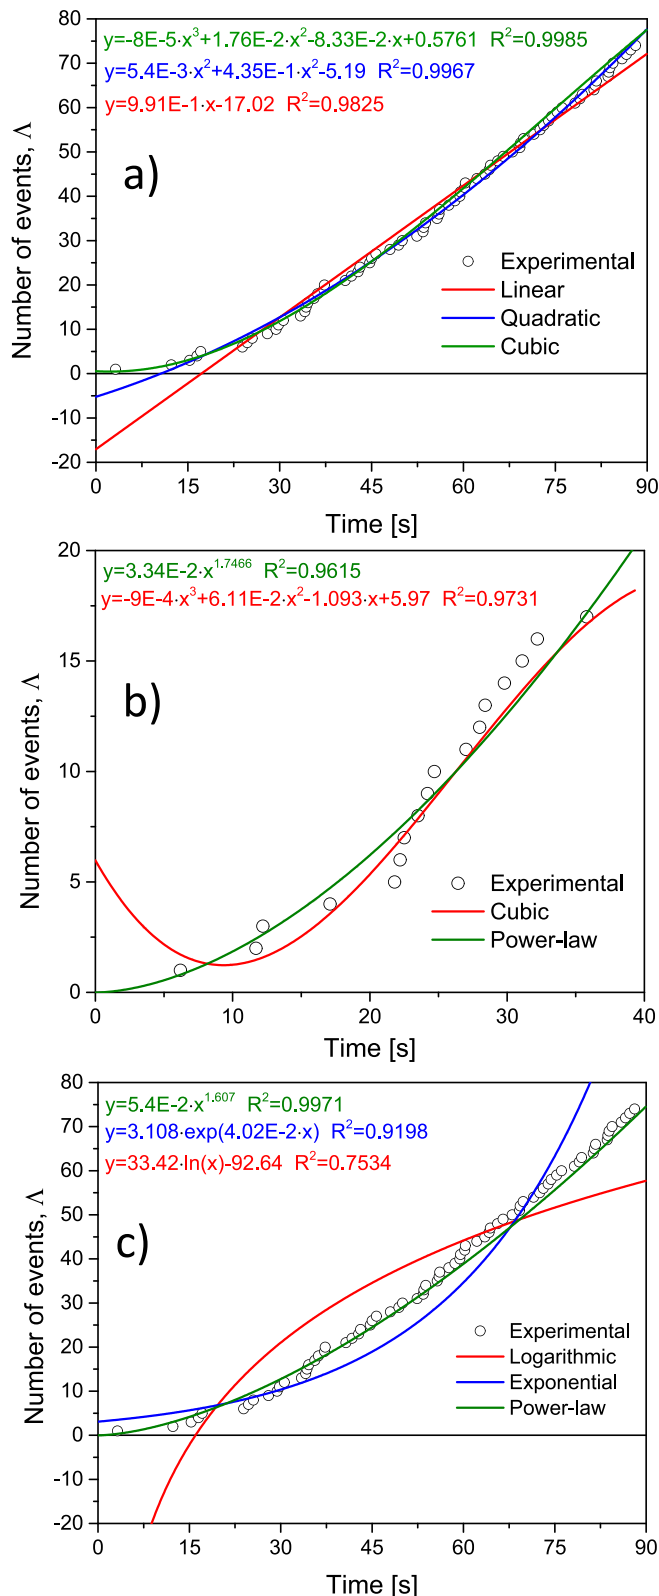 80
70
60
50
40
30
20
10
0
-10
-20
Number of events, Λ
y=-8E-5·x³+1.76E-2·x²-8.33E-2·x+0.5761 R²=0.9985
y=5.4E-3·x²+4.35E-1·x²-5.19 R²=0.9967
y=9.91E-1·x-17.02 R²=0.9825
a)
Experimental
Linear
Quadratic
Cubic
0 15 30 45 60 75 90
Time [s]
20
15
10
5
0
Number of events, Λ
y=3.34E-2·x^1.7466 R²=0.9615
y=-9E-4·x³+6.11E-2·x²-1.093·x+5.97 R²=0.9731
b)
Experimental
Cubic
Power-law
0 10 20 30 40
Time [s]
80
70
60
50
40
30
20
10
0
-10
-20
Number of events, Λ
y=5.4E-2·x^1.607 R²=0.9971
y=3.108·exp(4.02E-2·x) R²=0.9198
y=33.42·ln(x)-92.64 R²=0.7534
c)
Experimental
Logarithmic
Exponential
Power-law
0 15 30 45 60 75 90
Time [s]